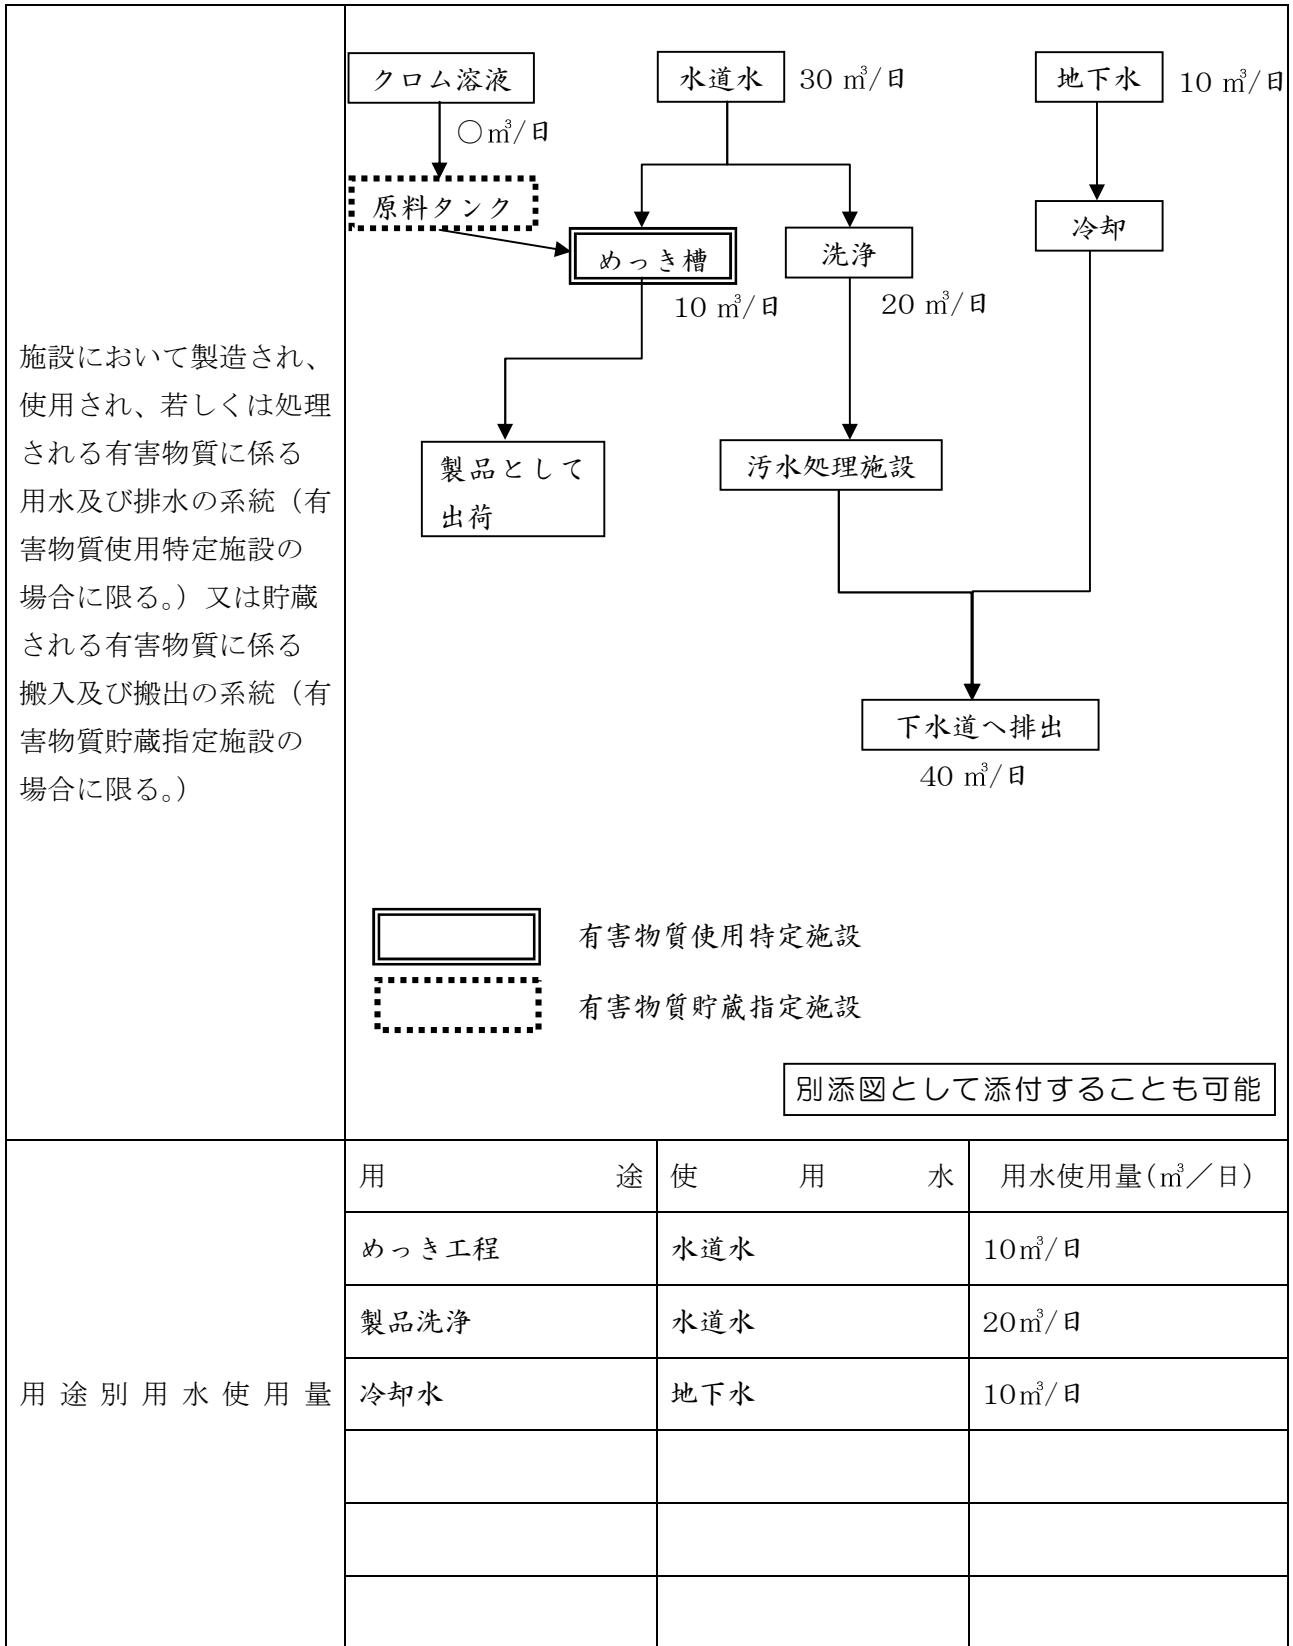 施設において製造され、
使用され、若しくは処理
される有害物質に係る
用水及び排水の系統（有
害物質使用特定施設の
場合に限る。）又は貯蔵
される有害物質に係る
搬入及び搬出の系統（有
害物質貯蔵指定施設の
場合に限る。）
クロム溶液
水道水 30 ㎥/日
地下水 10 ㎥/日
〇㎥/日
原料タンク
めっき槽
洗浄
冷却
10 ㎥/日
20 ㎥/日
製品として
出荷
汚水処理施設
下水道へ排出
40 ㎥/日
有害物質使用特定施設
有害物質貯蔵指定施設
別添図として添付することも可能
用途別用水使用量
用途 使用水 用水使用量(㎥／日)
めっき工程 水道水 10㎥/日
製品洗浄 水道水 20㎥/日
冷却水 地下水 10㎥/日